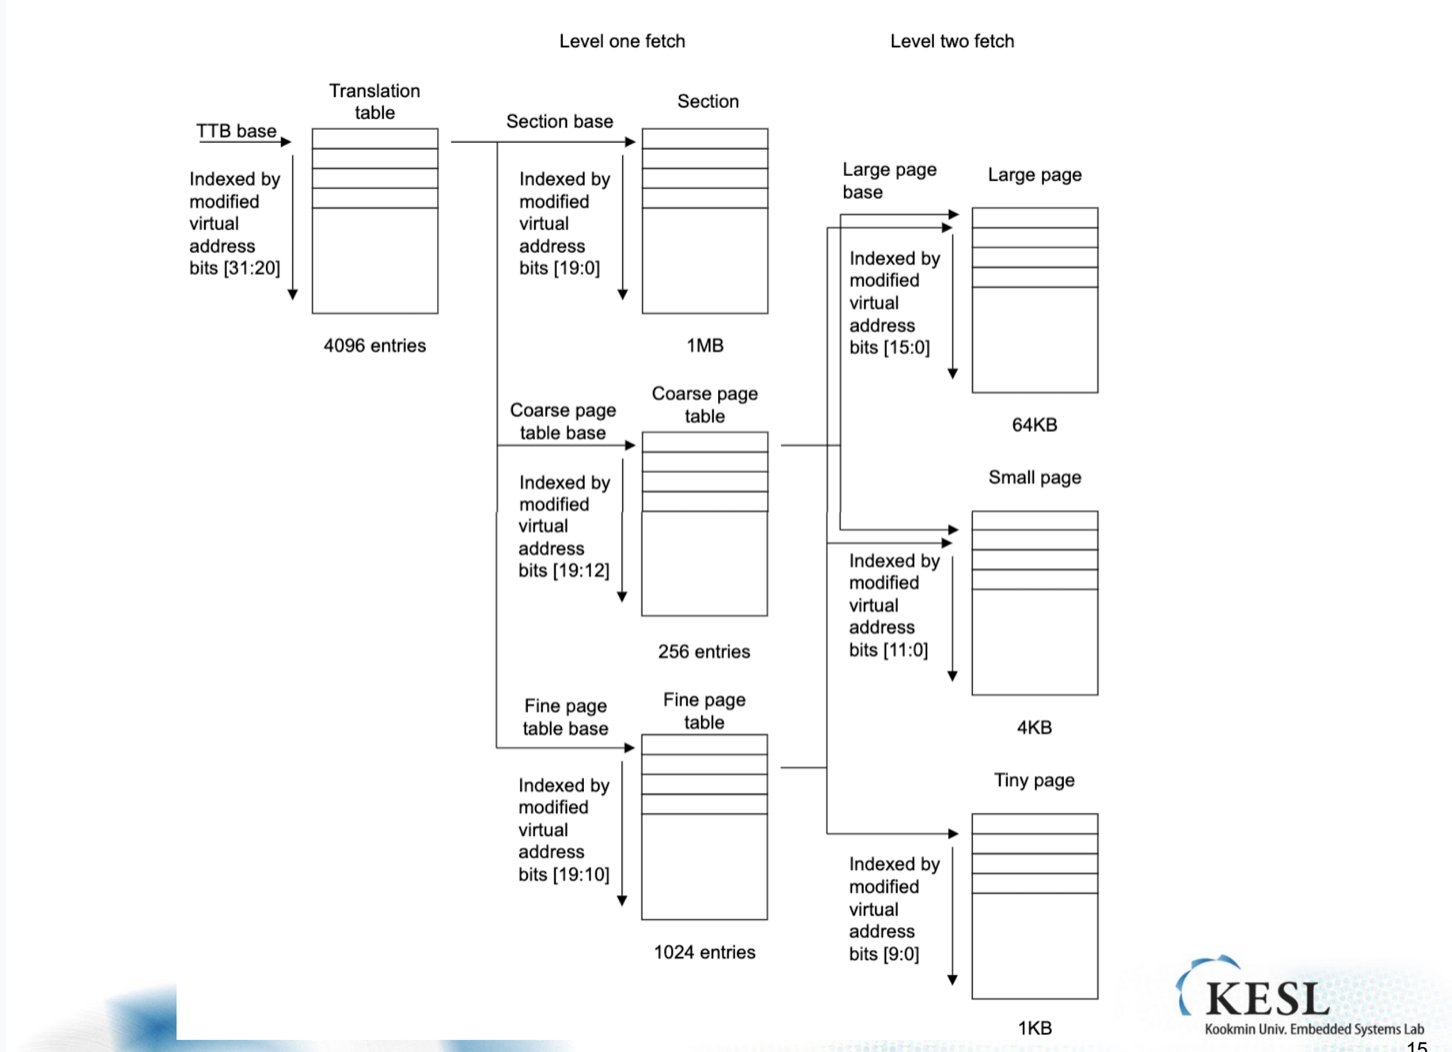 Level one fetch
Level two fetch
Translation
table
TTB base
Indexed by
modified
virtual
address
bits [31:20]
4096 entries
Section base
Section
Indexed by
modified
virtual
address
bits [19:0]
1MB
Coarse page
table base
Coarse page
table
Indexed by
modified
virtual
address
bits [19:12]
256 entries
Fine page
table base
Fine page
table
Indexed by
modified
virtual
address
bits [19:10]
1024 entries
Large page
base
Large page
Indexed by
modified
virtual
address
bits [15:0]
64KB
Small page
Indexed by
modified
virtual
address
bits [11:0]
4KB
Tiny page
Indexed by
modified
virtual
address
bits [9:0]
1KB
KESL
Kookmin Univ. Embedded Systems Lab
15